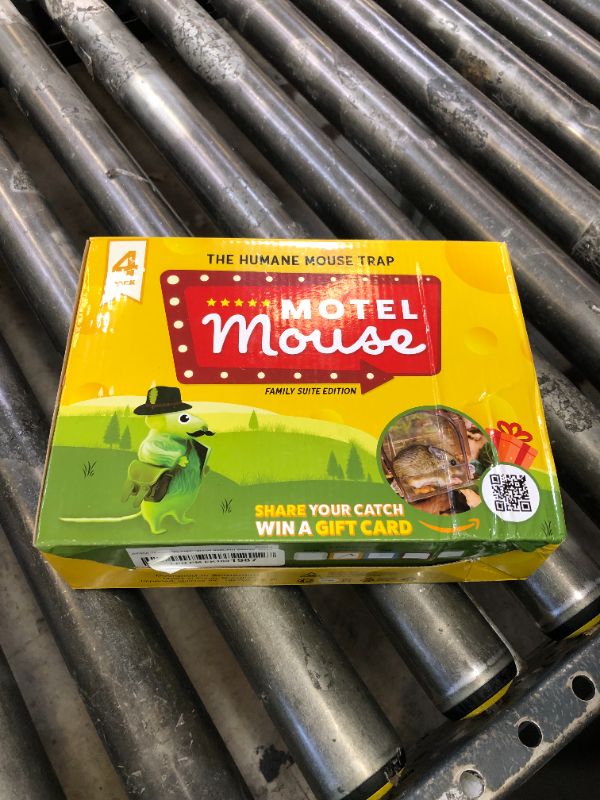 4
PACK
THE HUMANE MOUSE TRAP
MOTEL
Mouse
FAMILY SUITE EDITION
SHARE YOUR CATCH
WIN A GIFT CARD